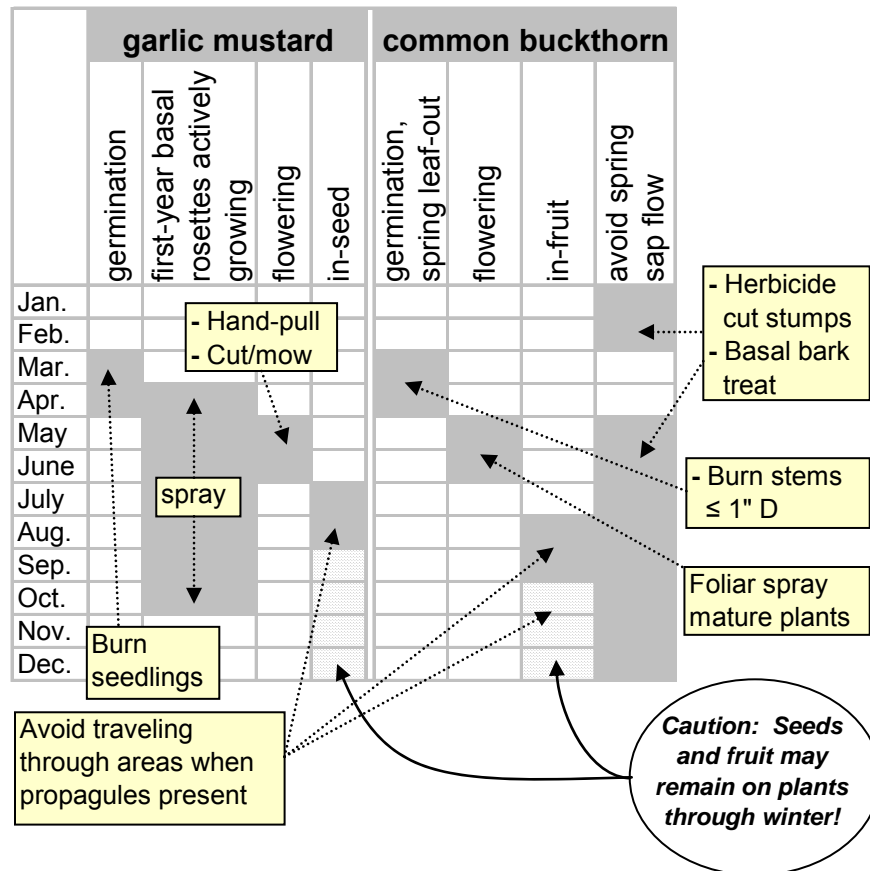 garlic mustard
common buckthorn
germination
first-year basal
rosettes actively
growing
flowering
in-seed
germination,
spring leaf-out
flowering
in-fruit
avoid spring
sap flow
Jan.
Feb.
Mar.
Apr.
May
June
July
Aug.
Sep.
Oct.
Nov.
Dec.
- Hand-pull
- Cut/mow
spray
Burn
seedlings
- Herbicide
cut stumps
- Basal bark
treat
- Burn stems
≤ 1" D
Foliar spray
mature plants
Avoid traveling
through areas when
propagules present
Caution: Seeds
and fruit may
remain on plants
through winter!